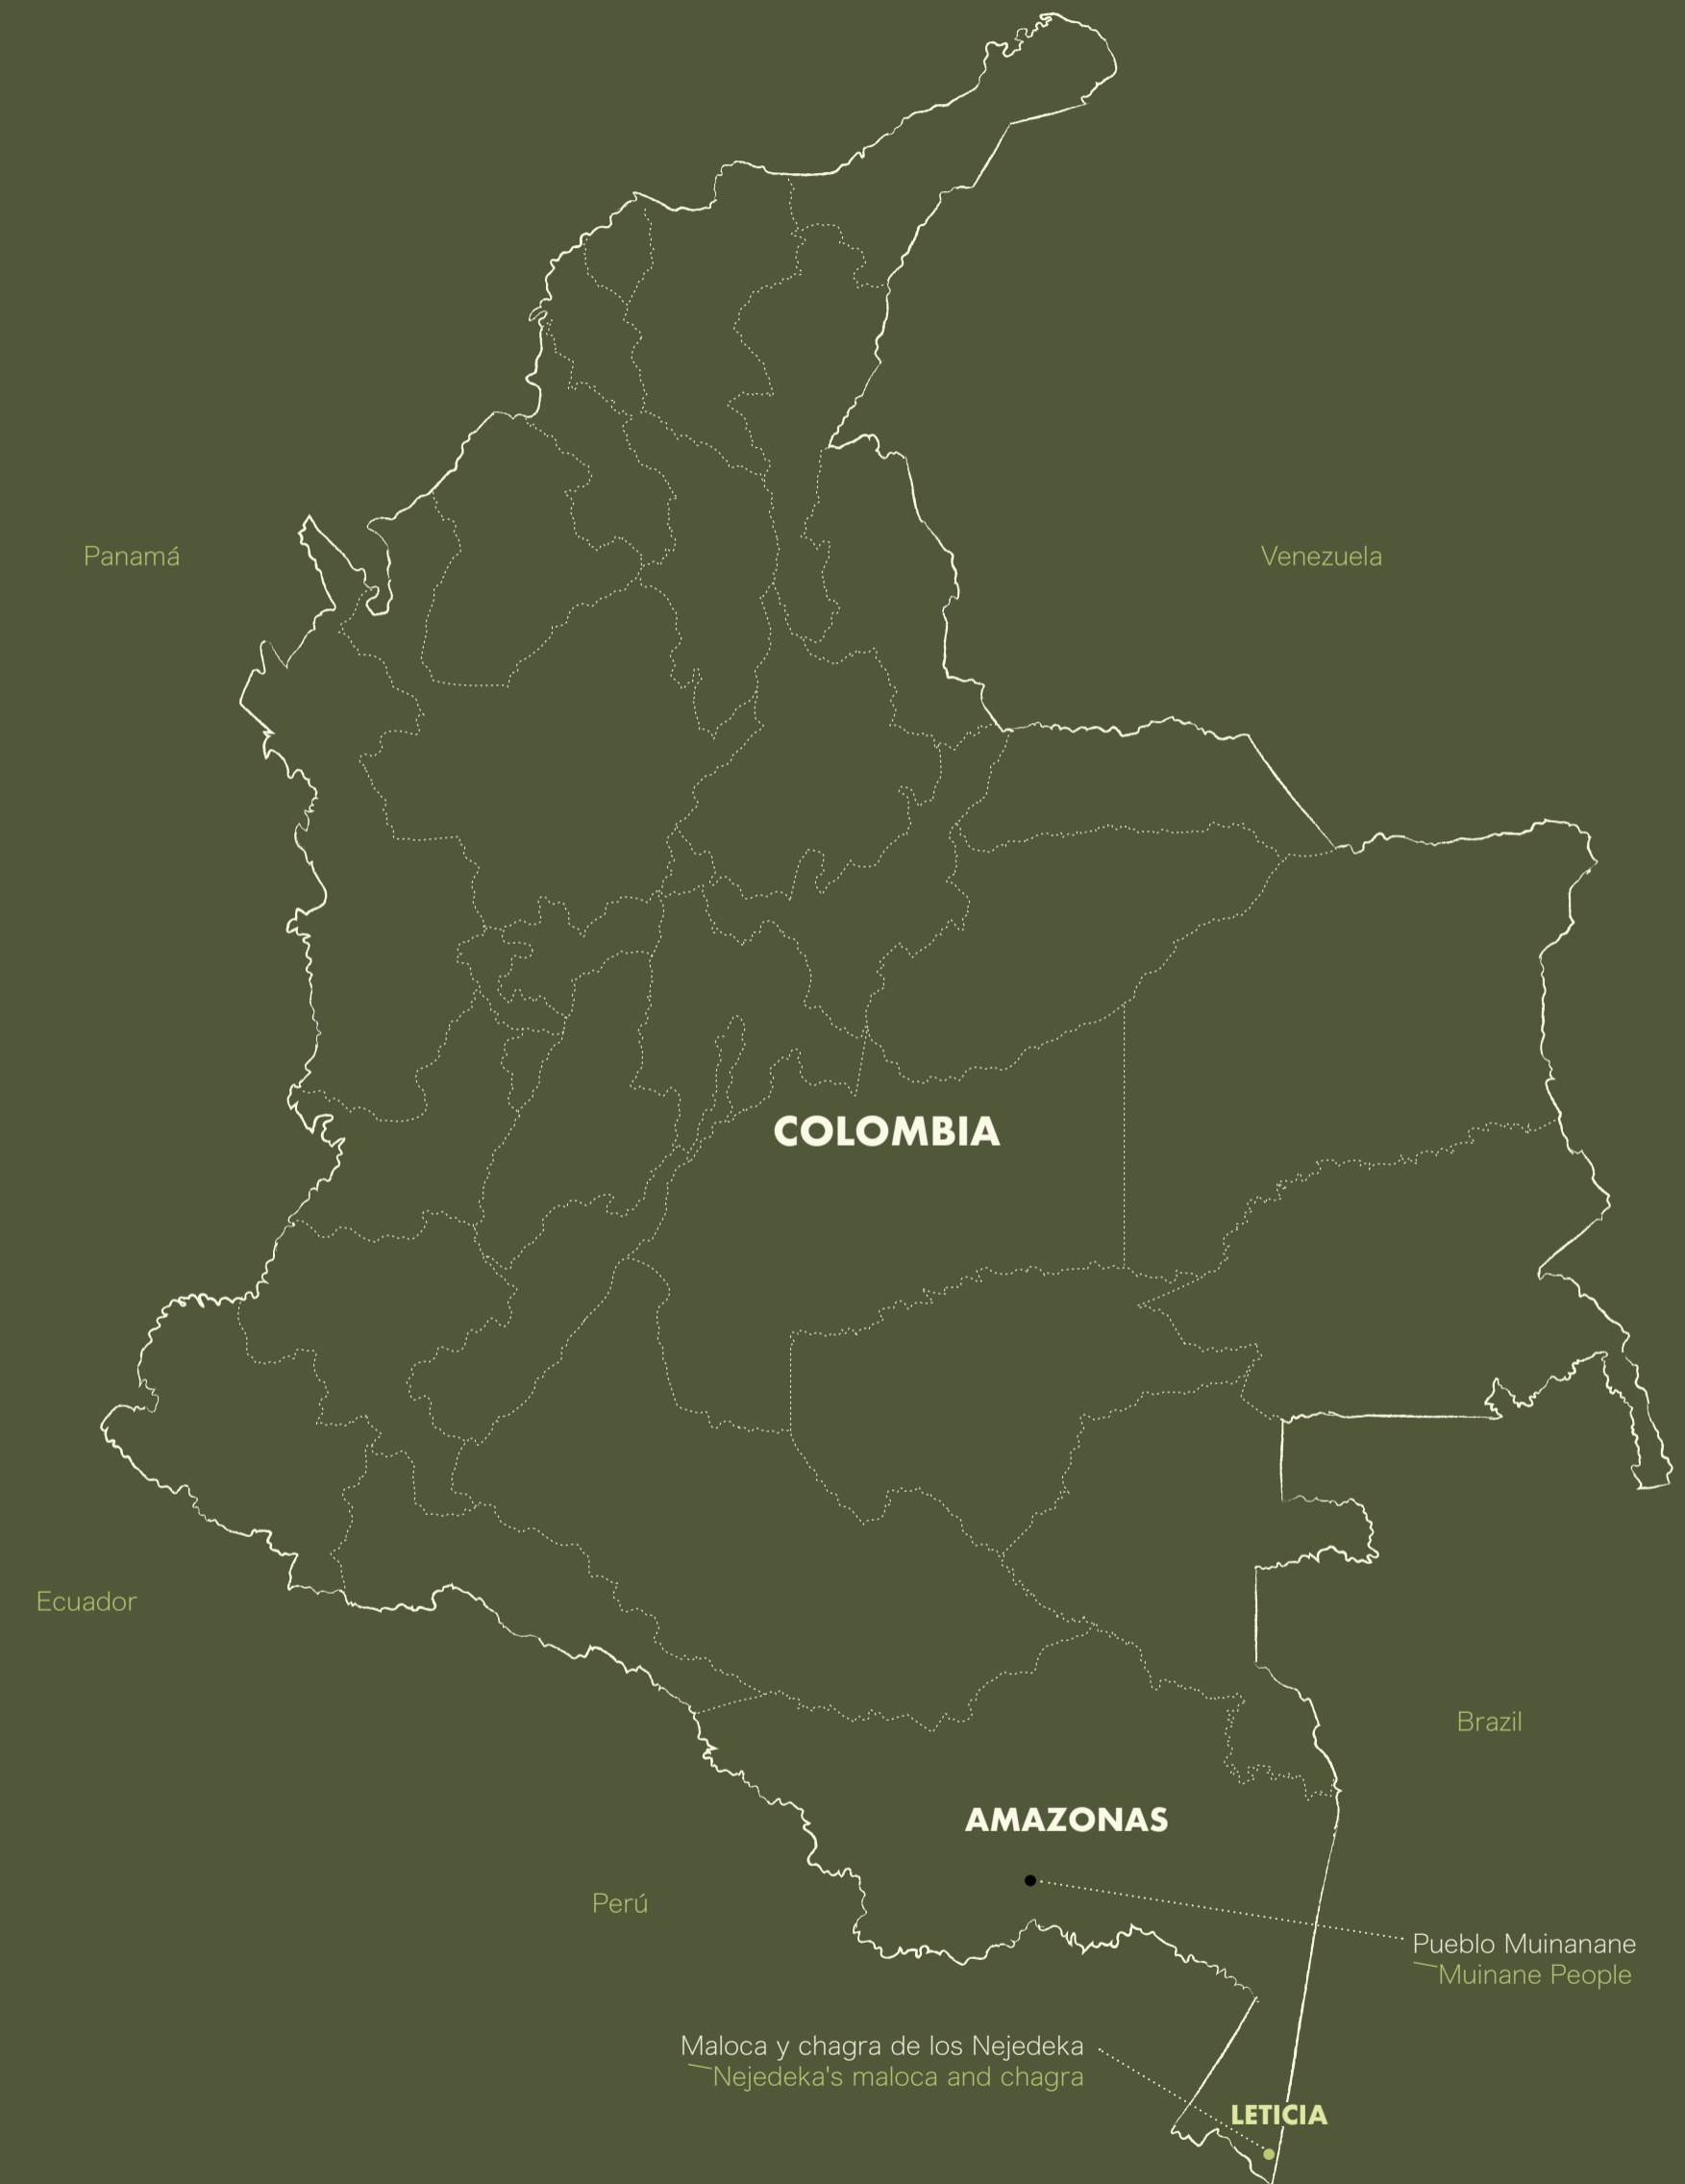 Panamá
Venezuela
COLOMBIA
Ecuador
Brazil
AMAZONAS
Perú
Pueblo Muinanane
Muinane People
Maloca y chagra de los Nejedeka
Nejedeka's maloca and chagra
LETICIA